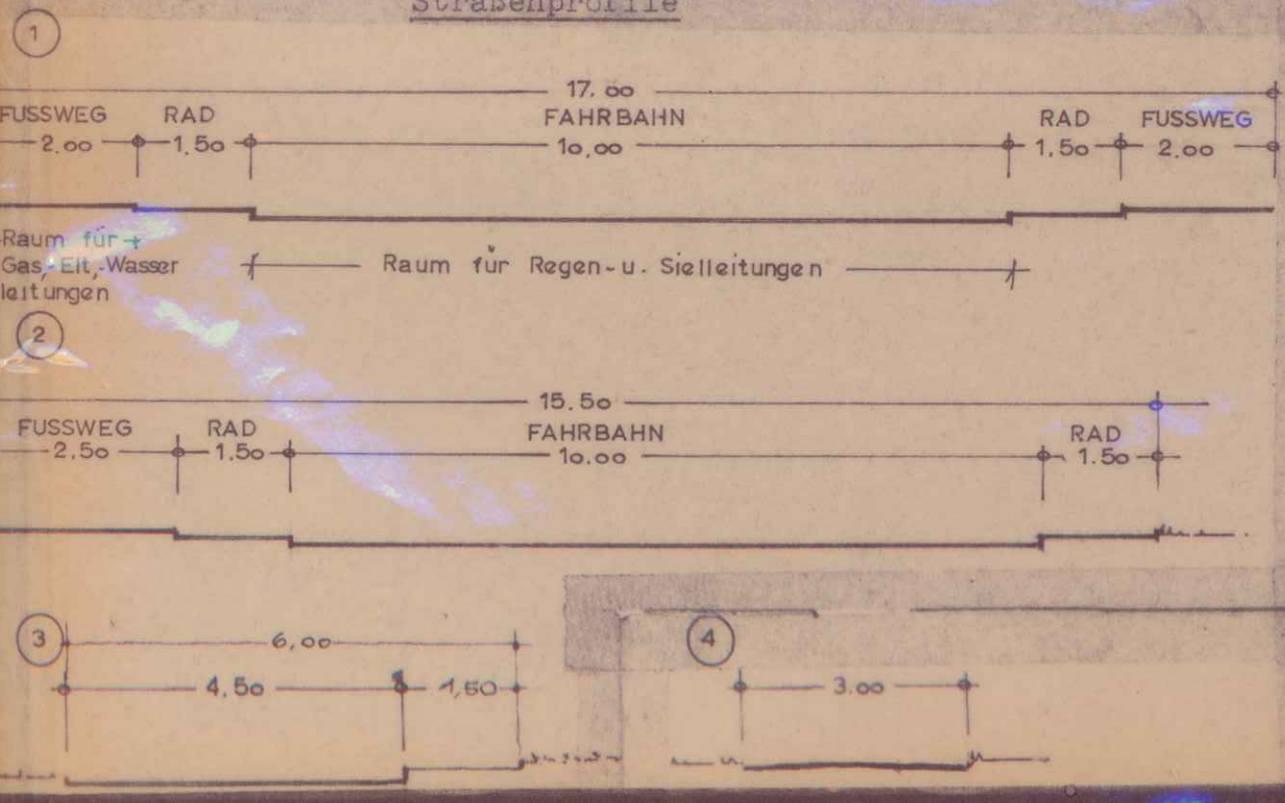 Straßenprofile
1
17.00
FUSSWEG RAD FAHRBAHN RAD FUSSWEG
2.00 1.50 10,00 1.50 2.00
Raum für
Gas,-Elt,-Wasser
leitungen
Raum für Regen-u. Sielleitungen
2
15.50
FUSSWEG RAD FAHRBAHN RAD
2.50 1.50 10.00 1.50
3
6,00
4.50 1,50
4
3.00